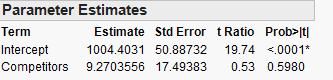 Parameter Estimates
Term Estimate Std Error t Ratio Prob>|t|
Intercept 1004.4031 50.88732 19.74 <.0001*
Competitors 9.2703556 17.49383 0.53 0.5980